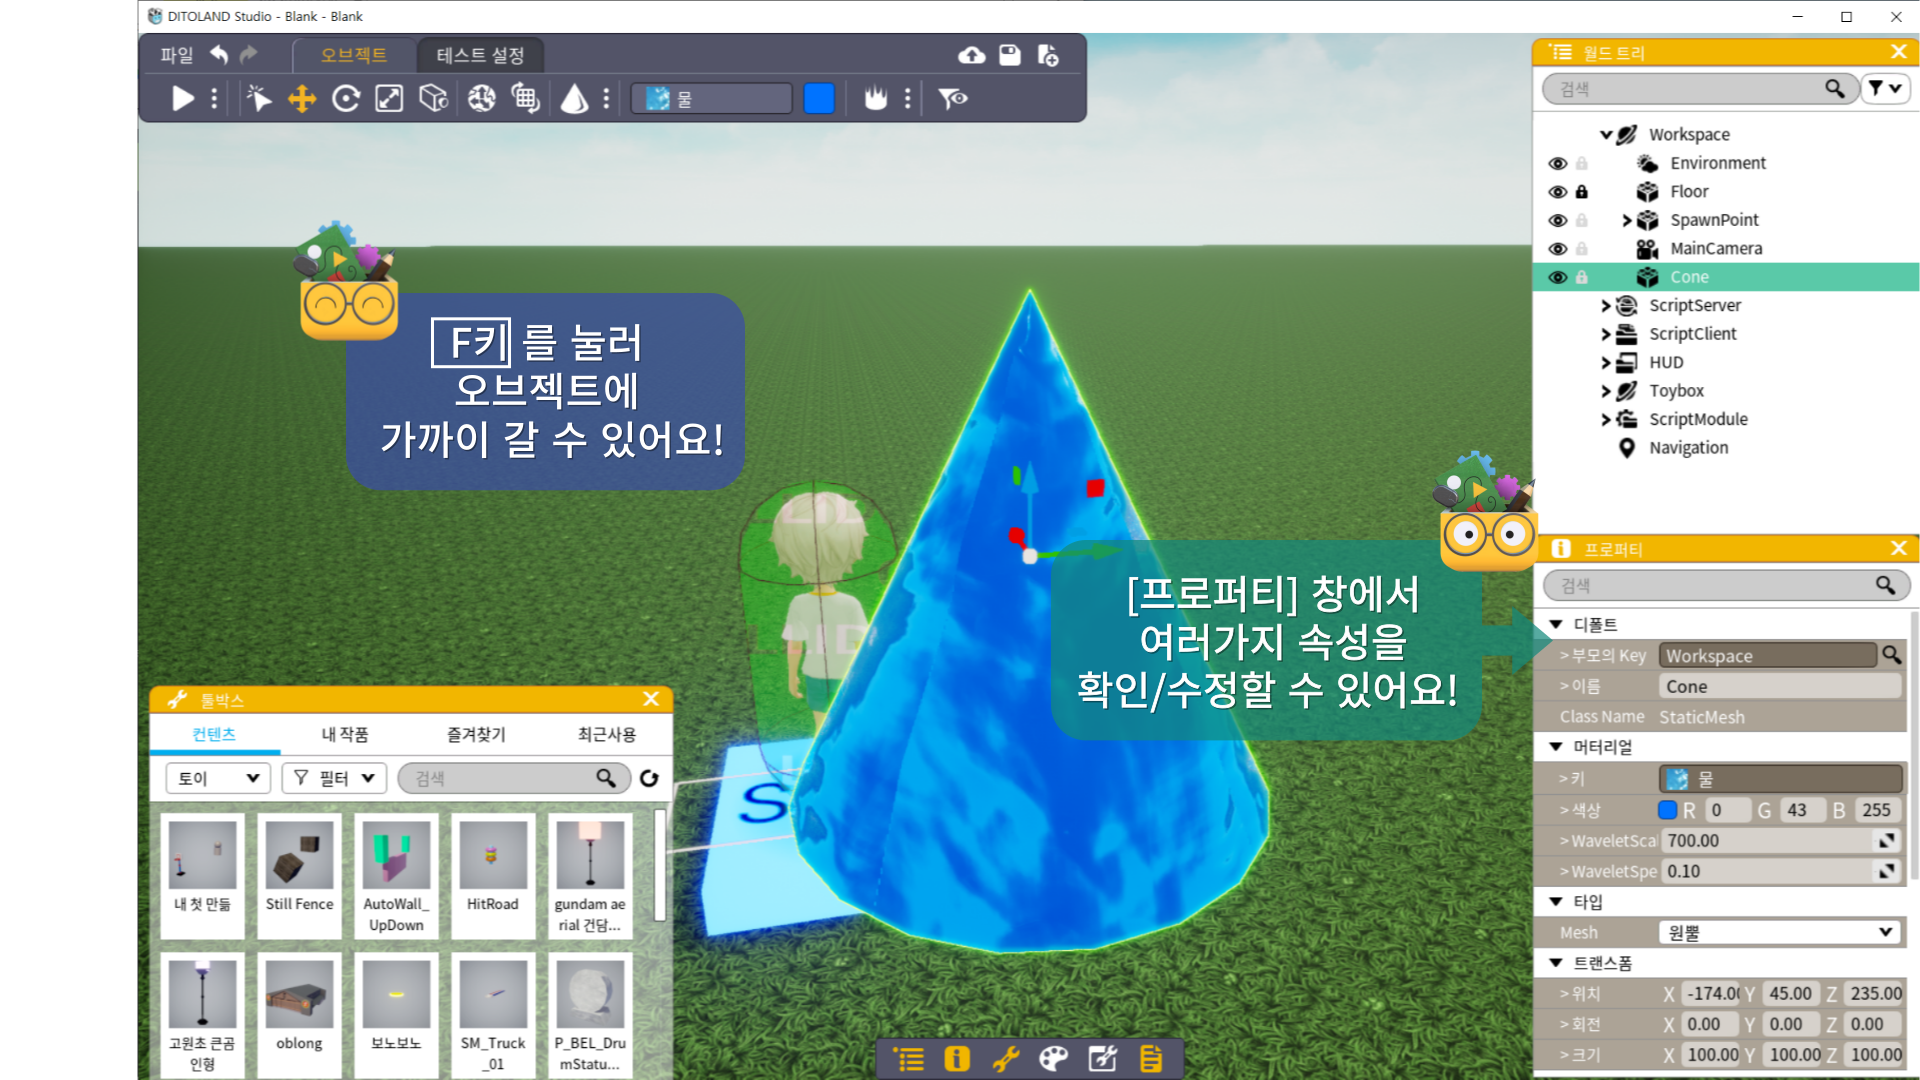 DITOLAND Studio - Blank - Blank
파일
오브젝트
테스트 설정
물
F키 를 눌러
오브젝트에
가까이 갈 수 있어요!
[프로퍼티] 창에서
여러가지 속성을
확인/수정할 수 있어요!
S
툴박스
컨텐츠 내 작품 즐겨찾기 최근사용
토이 필터 검색
내 첫 만듦
Still Fence
AutoWall_
UpDown
HitRoad
gundam ae
rial 건담...
고원초 큰곰
인형
oblong
보노보노
SM_Truck
_01
P_BEL_Dru
mStatu...
월드 트리
검색
Workspace
Environment
Floor
SpawnPoint
MainCamera
Cone
ScriptServer
ScriptClient
HUD
Toybox
ScriptModule
Navigation
프로퍼티
검색
디폴트
>부모의 Key Workspace
>이름 Cone
Class Name StaticMesh
머터리얼
>키 물
>색상 R 0 G 43 B 255
>WaveletScal 700.00
>WaveletSpe 0.10
타입
Mesh 원뿔
트랜스폼
>위치 X -174.0 Y 45.00 Z 235.00
>회전 X 0.00 Y 0.00 Z 0.00
>크기 X 100.00 Y 100.00 Z 100.00